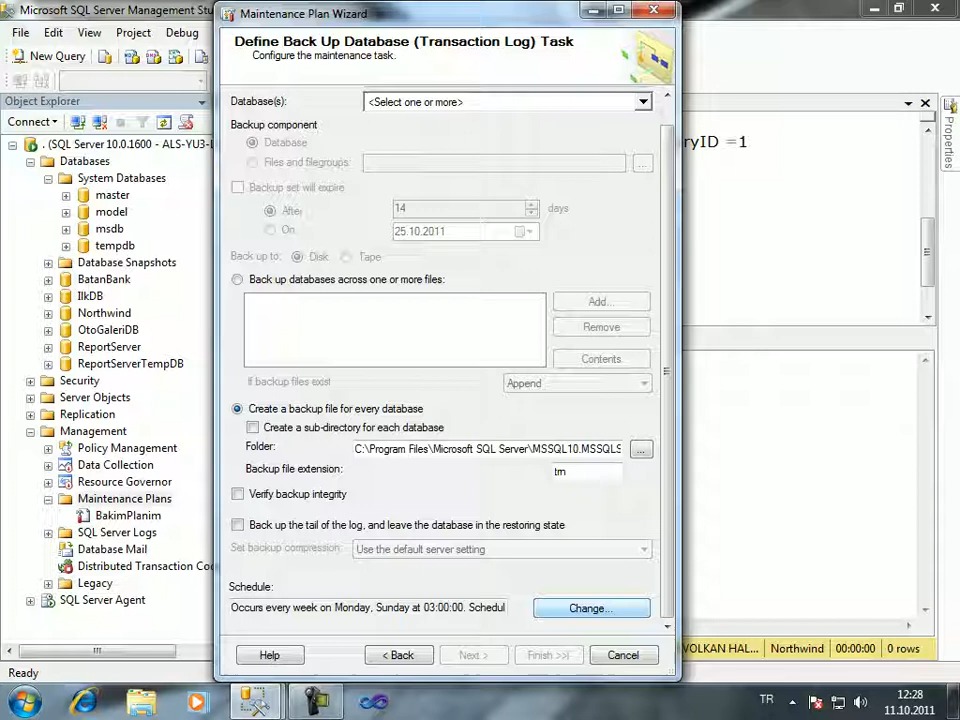 Microsoft SQL Server Management Stu
File Edit View Project Debug
New Query
Object Explorer
Connect
. (SQL Server 10.0.1600 - ALS-YU3-L
Databases
System Databases
master
model
msdb
tempdb
Database Snapshots
BatanBank
IlkDB
Northwind
OtoGaleriDB
ReportServer
ReportServerTempDB
Security
Server Objects
Replication
Management
Policy Management
Data Collection
Resource Governor
Maintenance Plans
BakimPlanim
SQL Server Logs
Database Mail
Distributed Transaction Co
Legacy
SQL Server Agent
Ready
Maintenance Plan Wizard
Define Back Up Database (Transaction Log) Task
Configure the maintenance task.
Database(s): <Select one or more>
Backup component
Database
Files and filegroups: ...
Backup set will expire
After 14 days
On 25.10.2011
Back up to: Disk Tape
Back up databases across one or more files:
Add...
Remove
Contents
If backup files exist Append
Create a backup file for every database
Create a sub-directory for each database
Folder: C:\Program Files\Microsoft SQL Server\MSSQL10.MSSQLS ...
Backup file extension: trn
Verify backup integrity
Back up the tail of the log, and leave the database in the restoring state
Set backup compression: Use the default server setting
Schedule:
Occurs every week on Monday, Sunday at 03:00:00. Schedul Change...
Help < Back Next > Finish >>| Cancel
ryID =1
Properties
VOLKAN HAL... Northwind 00:00:00 0 rows
TR
12:28
11.10.2011